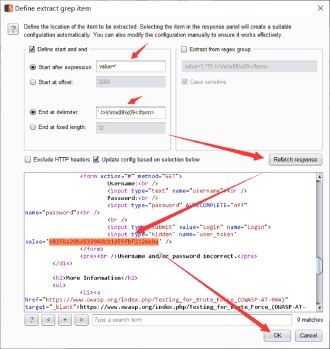 Define extract grep item
Define the location of the item to be extracted. Selecting the item in the response panel will create a suitable
configuration automatically. You can also modify the configuration manually to ensure it works effectively.
Define start and end
Extract from regex group
Start after expression: value='
value='(.*?)' />\r\n\x09\x09</form>
Start at offset: 3260
Case sensitive
End at delimiter: ' />\r\n\x09\x09</form>
End at fixed length: 32
Exclude HTTP headers
Update config based on selection below
Refetch response
<form action="#" method="GET">
Username:<br />
<input type="text" name="username"><br />
Password:<br />
<input type="password" AUTOCOMPLETE="off"
name="password"><br />
<br />
<input type="submit" value="Login" name="Login">
<input type='hidden' name='user_token'
/>
</form>
<pre><br />Username and/or password incorrect.</pre>
</div>
<h2>More Information</h2>
<ul>
<li><a
href="https://www.owasp.org/index.php/Testing_for_Brute_Force_(OWASP-AT-004)"
target="_blank">https://www.owasp.org/index.php/Testing_for_Brute_Force_(OWASP-AT-
? < + > Type a search term 0 matches
OK Cancel